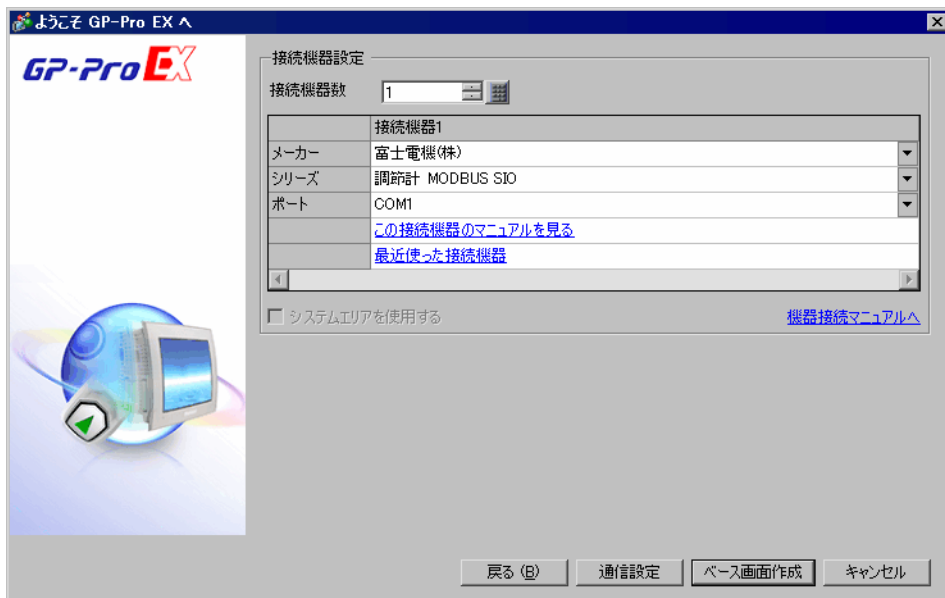 ようこそ GP-Pro EX へ
GP-Pro EX
接続機器設定
接続機器数 1
接続機器1
メーカー 富士電機(株)
シリーズ 調節計 MODBUS SIO
ポート COM1
この接続機器のマニュアルを見る
最近使った接続機器
システムエリアを使用する 機器接続マニュアルへ
戻る (B) 通信設定 ベース画面作成 キャンセル